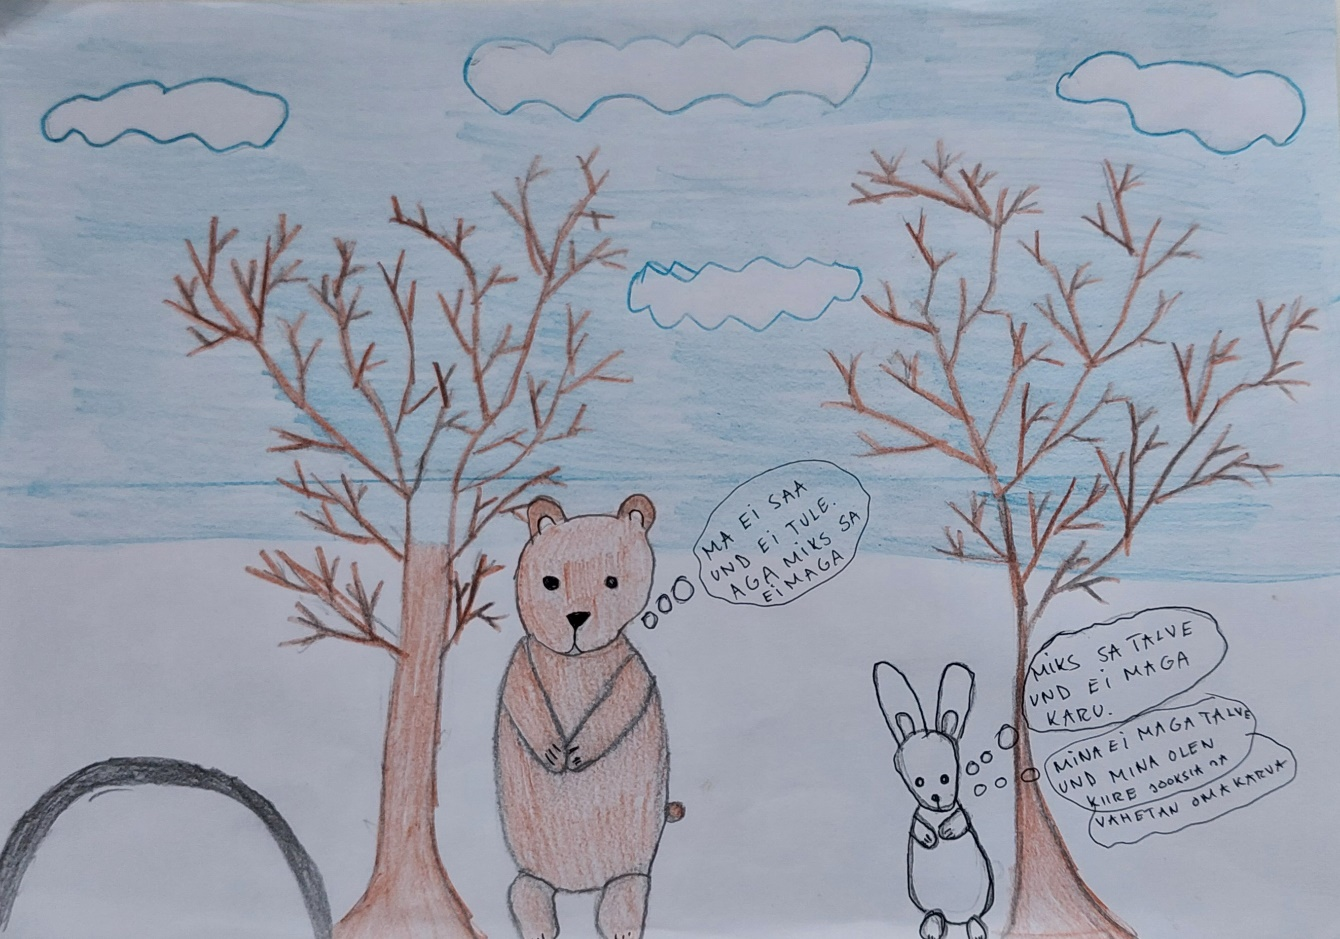 MA Ei SAA
UND Ei TULE.
AGA MiKS SA
Ei MAGA
MiKS SA TALVE
UND Ei MAGA
KARU.
MiNA Ei MAGA TALVE
UND MINA OLEN
KIIRE JOOKSIA JA
VAHETAN OMA KARVA